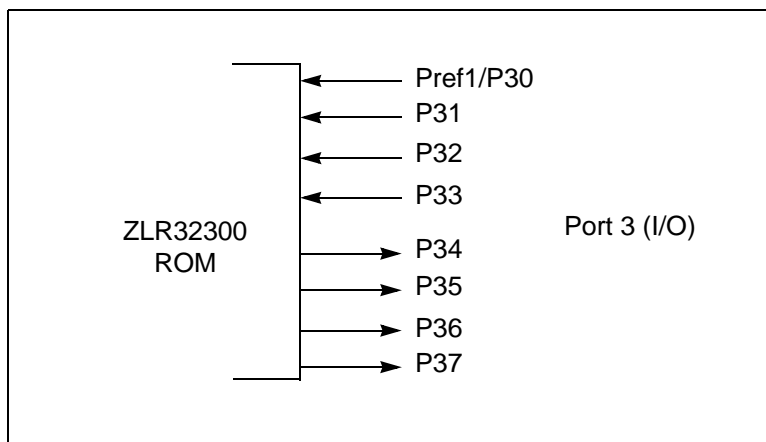 Pref1/P30
P31
P32
P33
ZLR32300
ROM
Port 3 (I/O)
P34
P35
P36
P37